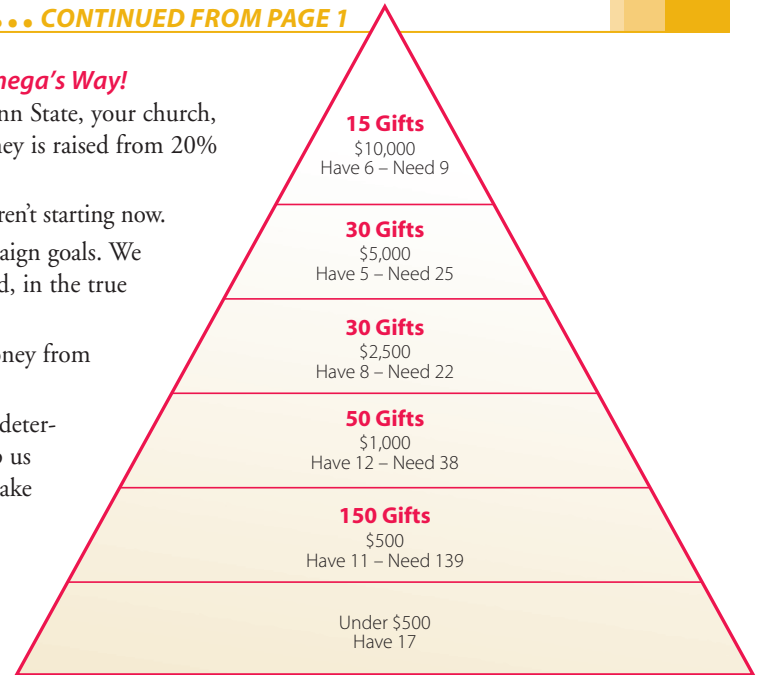 ... CONTINUED FROM PAGE 1
nega's Way!
nn State, your church,
ney is raised from 20%
ren't starting now.
aign goals. We
d, in the true
oney from
deter-
o us
ake
15 Gifts
$10,000
Have 6 – Need 9
30 Gifts
$5,000
Have 5 – Need 25
30 Gifts
$2,500
Have 8 – Need 22
50 Gifts
$1,000
Have 12 – Need 38
150 Gifts
$500
Have 11 – Need 139
Under $500
Have 17